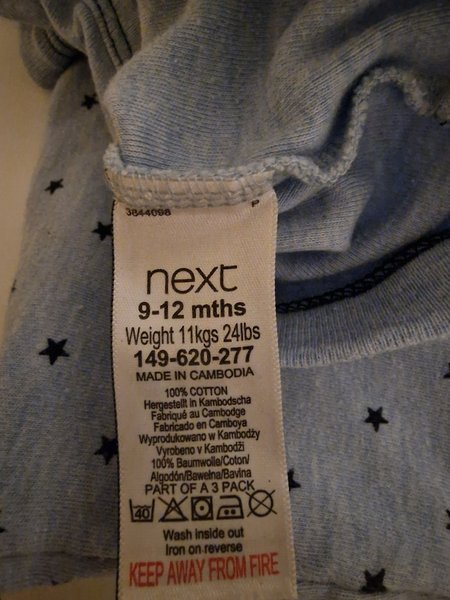 3844098 P
next
9-12 mths
Weight 11kgs 24lbs
149-620-277
MADE IN CAMBODIA
100% COTTON
Hergestellt in Kambodscha
Fabriqué au Cambodge
Fabricado en Camboya
Wyprodukowano w Kambodży
Vyrobeno v Kambodži
100% Baumwolle/Coton/
Algodón/Bawełna/Bavlna
PART OF A 3 PACK
40
Wash inside out
Iron on reverse
KEEP AWAY FROM FIRE